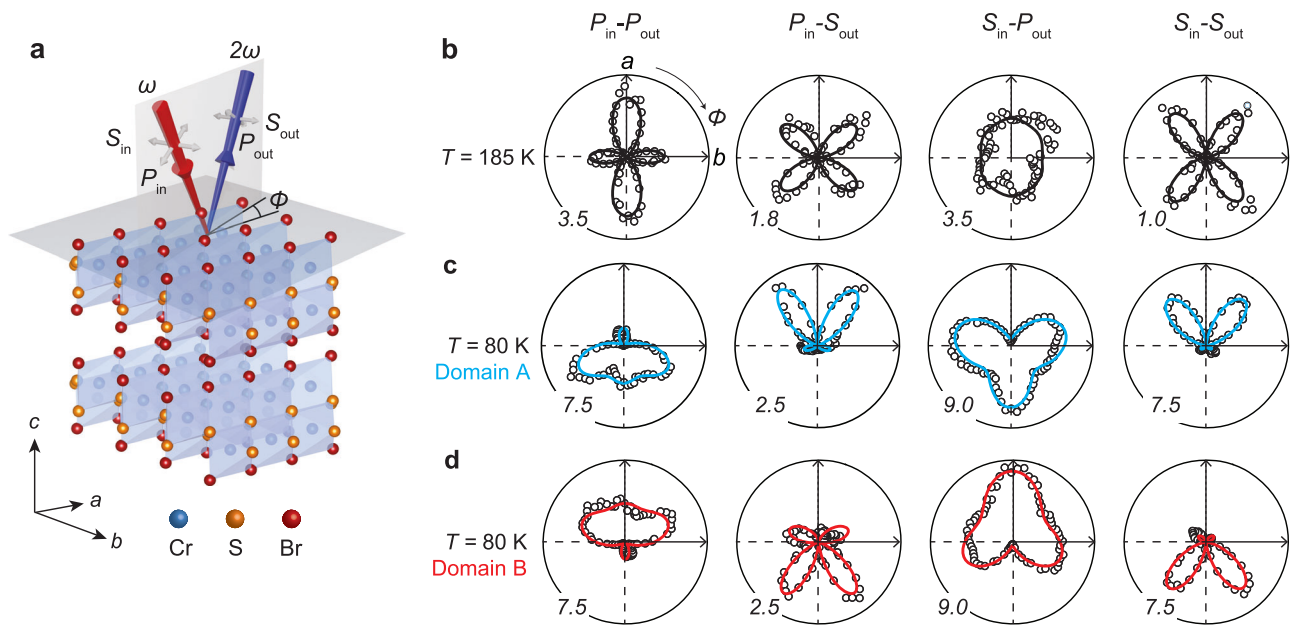 a
ω
2ω
S_in
S_out
P_in
P_out
Φ
c
a
b
Cr
S
Br
P_in-P_out
P_in-S_out
S_in-P_out
S_in-S_out
b
a
Φ
b
T = 185 K
3.5
1.8
3.5
1.0
c
T = 80 K
Domain A
7.5
2.5
9.0
7.5
d
T = 80 K
Domain B
7.5
2.5
9.0
7.5